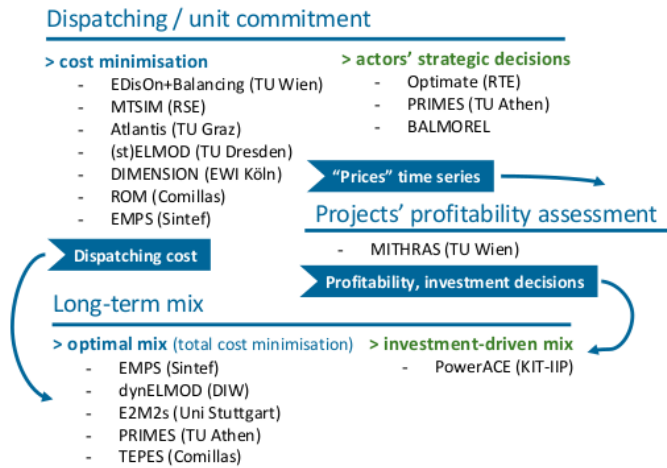 Dispatching / unit commitment
> cost minimisation
- EDisOn+Balancing (TU Wien)
- MTSIM (RSE)
- Atlantis (TU Graz)
- (st)ELMOD (TU Dresden)
- DIMENSION (EWI Köln)
- ROM (Comillas)
- EMPS (Sintef)
> actors' strategic decisions
- Optimate (RTE)
- PRIMES (TU Athen)
- BALMOREL
"Prices" time series
Projects' profitability assessment
- MITHRAS (TU Wien)
Dispatching cost
Profitability, investment decisions
Long-term mix
> optimal mix (total cost minimisation)
- EMPS (Sintef)
- dynELMOD (DIW)
- E2M2s (Uni Stuttgart)
- PRIMES (TU Athen)
- TEPES (Comillas)
> investment-driven mix
- PowerACE (KIT-IIP)